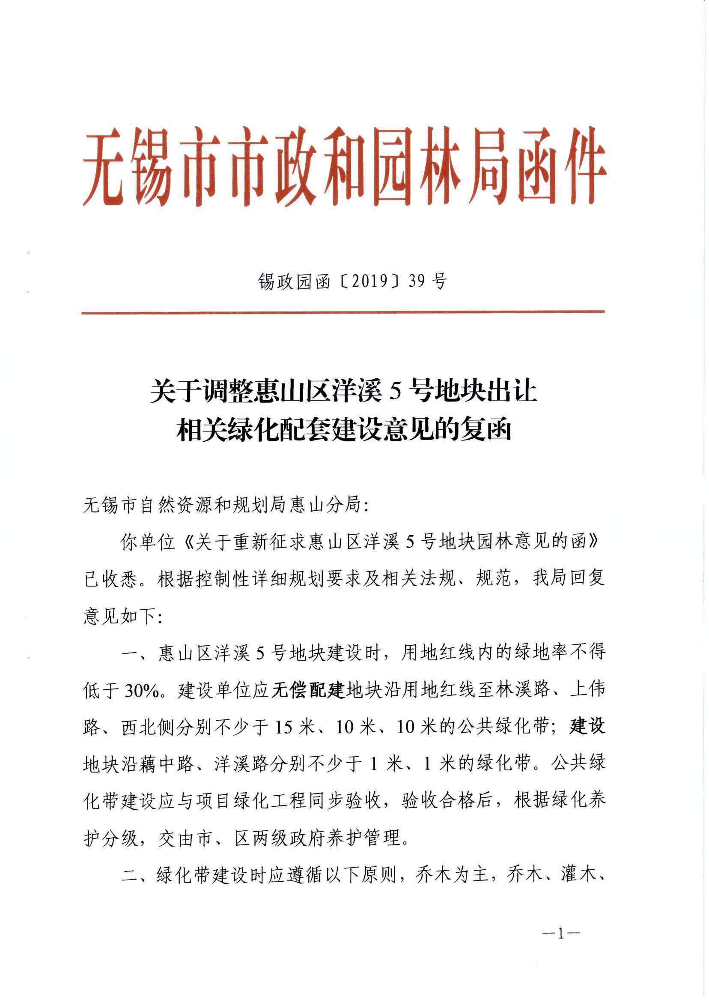 无锡市市政和园林局函件
锡政园函〔2019〕39 号
关于调整惠山区洋溪 5 号地块出让
相关绿化配套建设意见的复函
无锡市自然资源和规划局惠山分局：
你单位《关于重新征求惠山区洋溪 5 号地块园林意见的函》
已收悉。根据控制性详细规划要求及相关法规、规范，我局回复
意见如下：
一、惠山区洋溪 5 号地块建设时，用地红线内的绿地率不得
低于 30%。建设单位应无偿配建地块沿用地红线至林溪路、上伟
路、西北侧分别不少于 15 米、10 米、10 米的公共绿化带；建设
地块沿藕中路、洋溪路分别不少于 1 米、1 米的绿化带。公共绿
化带建设应与项目绿化工程同步验收，验收合格后，根据绿化养
护分级，交由市、区两级政府养护管理。
二、绿化带建设时应遵循以下原则，乔木为主，乔木、灌木、
—1—